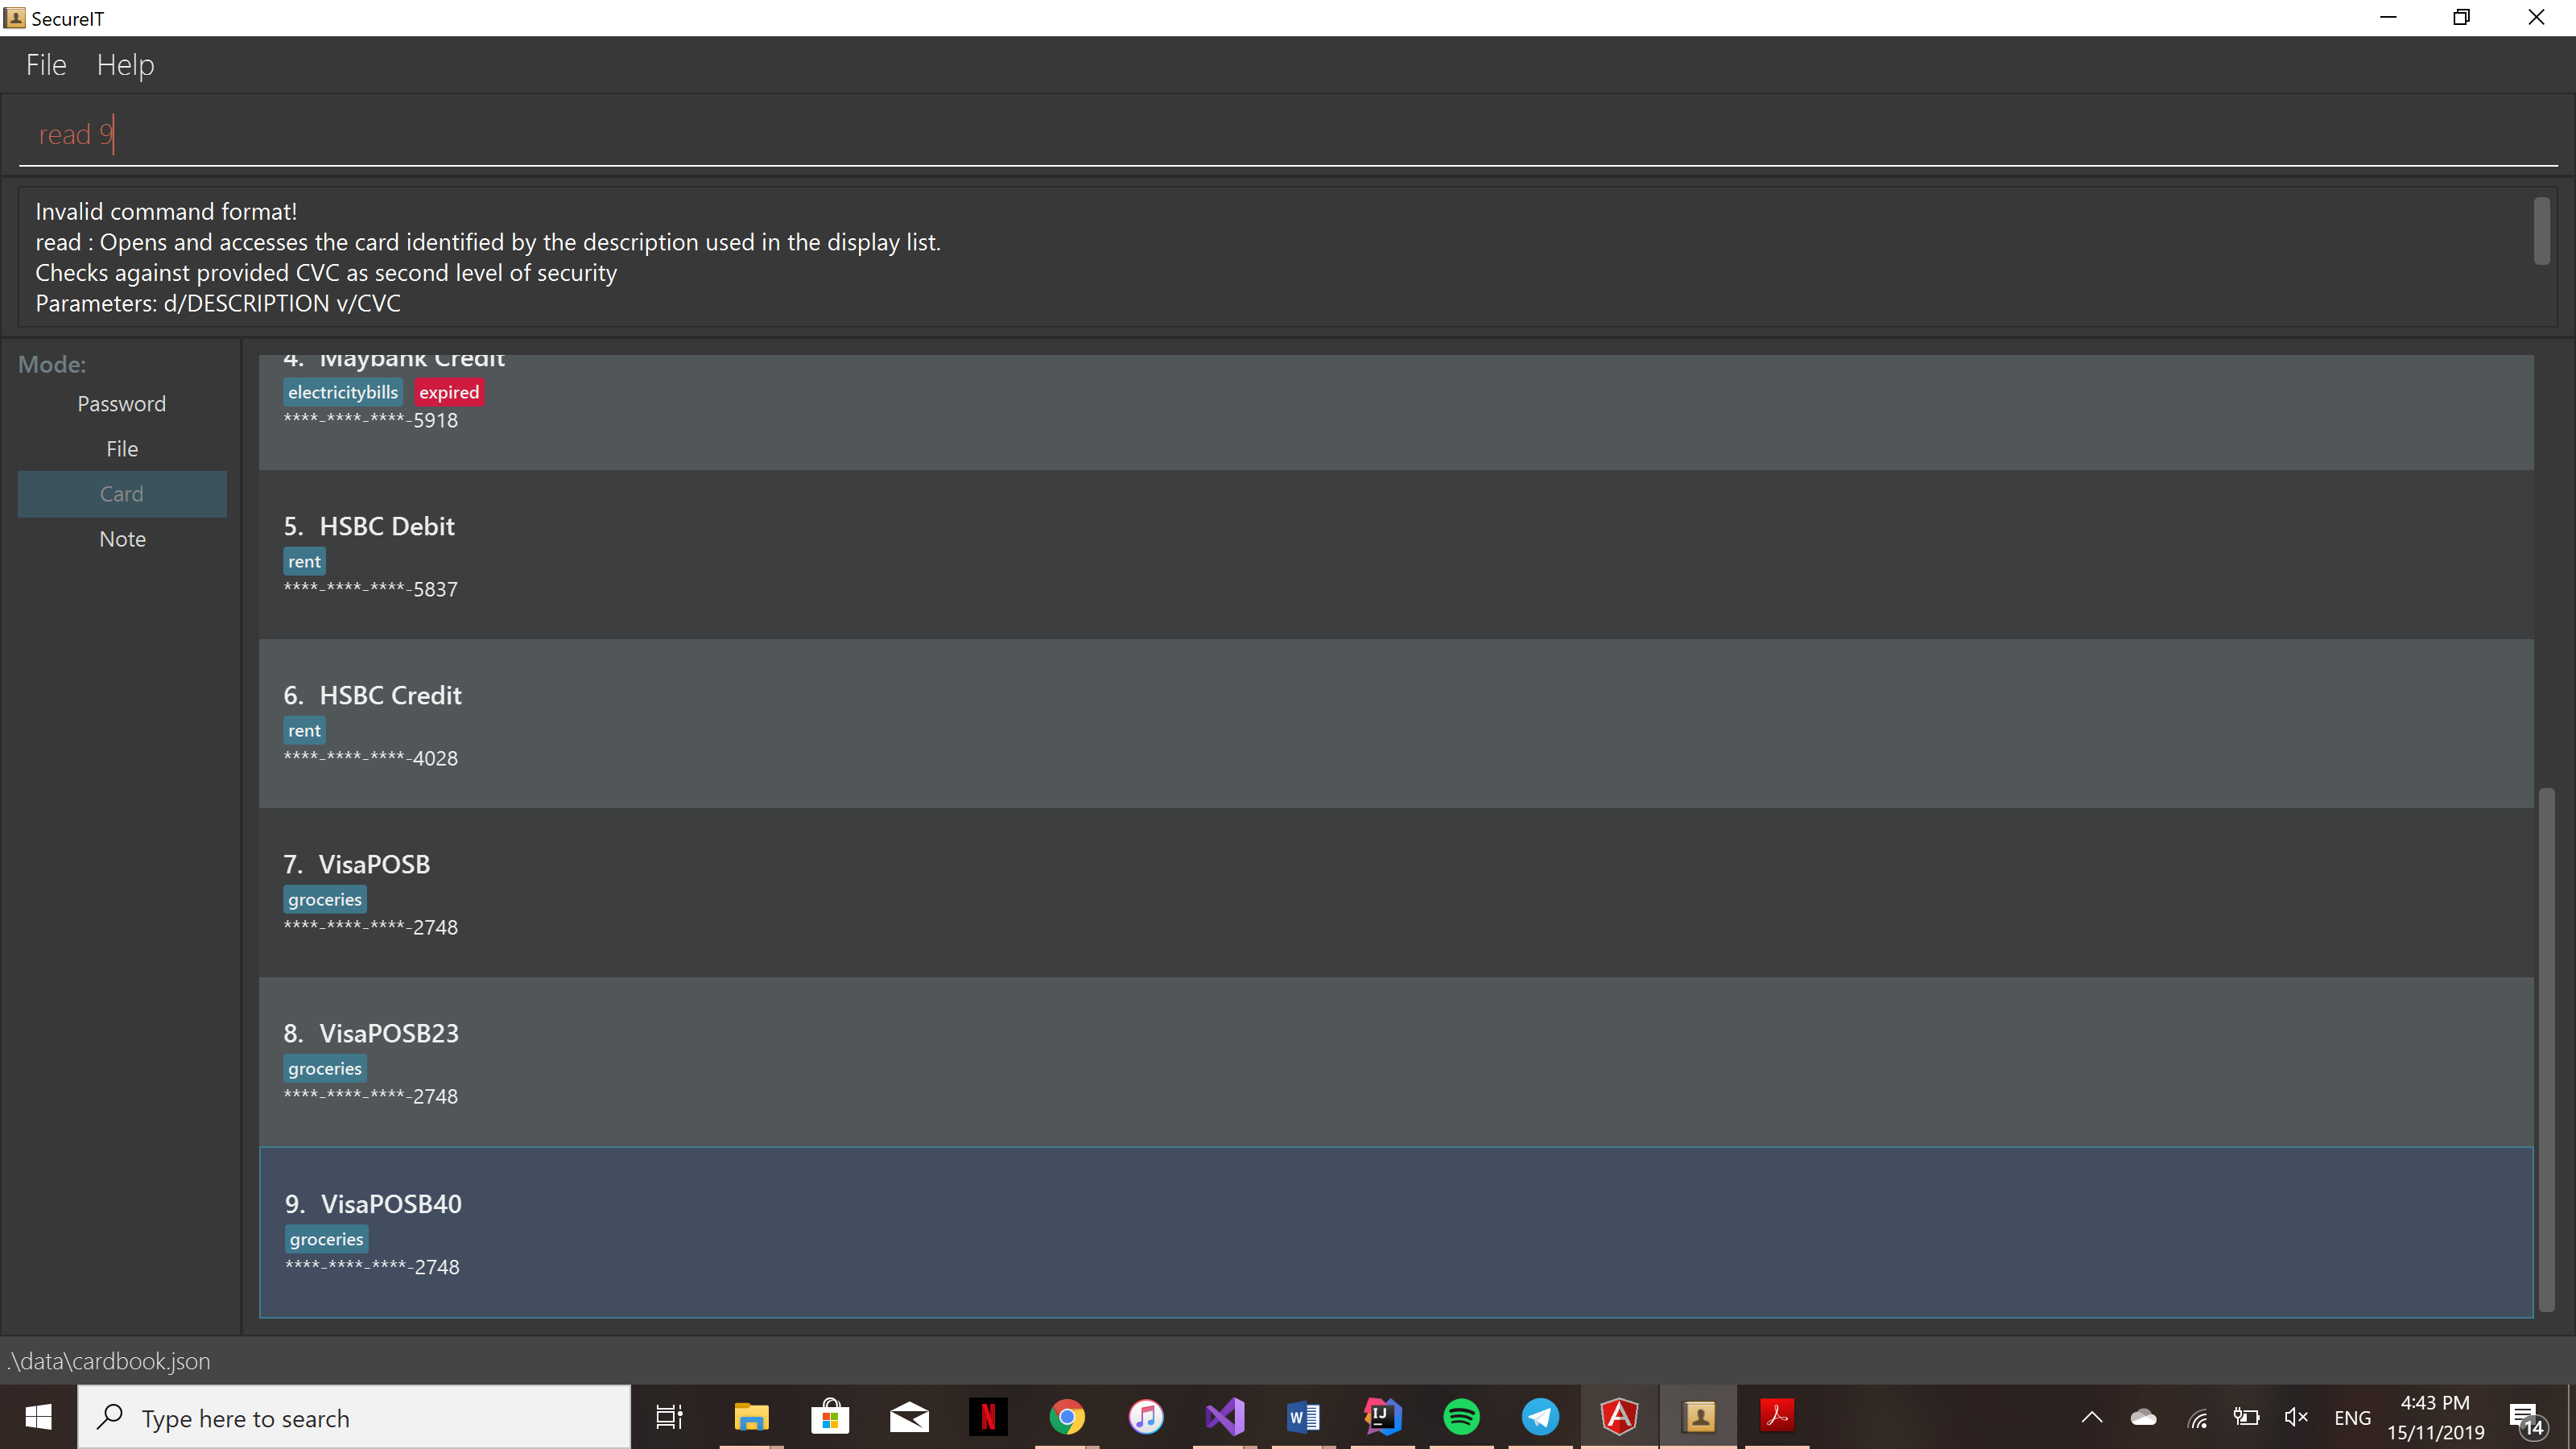 SecureIT
File Help
read 9
Invalid command format!
read : Opens and accesses the card identified by the description used in the display list.
Checks against provided CVC as second level of security
Parameters: d/DESCRIPTION v/CVC
Mode:
Password
File
Card
Note
4. Maybank Credit
electricitybills expired
****-****-****-5918
5. HSBC Debit
rent
****-****-****-5837
6. HSBC Credit
rent
****-****-****-4028
7. VisaPOSB
groceries
****-****-****-2748
8. VisaPOSB23
groceries
****-****-****-2748
9. VisaPOSB40
groceries
****-****-****-2748
.\data\cardbook.json
Type here to search
N
W
IJ
A
ENG
4:43 PM
15/11/2019
14